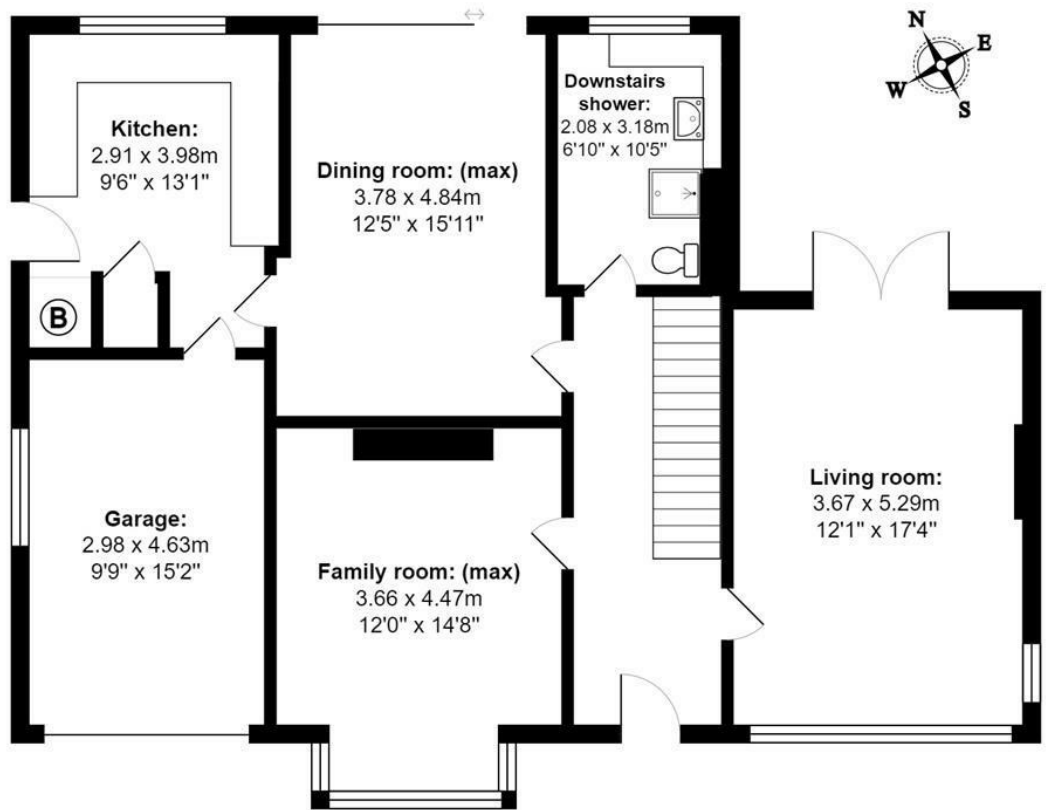 N
E
W
S
Downstairs
shower:
2.08 x 3.18m
6'10" x 10'5"
Kitchen:
2.91 x 3.98m
9'6" x 13'1"
Dining room: (max)
3.78 x 4.84m
12'5" x 15'11"
B
Living room:
3.67 x 5.29m
12'1" x 17'4"
Garage:
2.98 x 4.63m
9'9" x 15'2"
Family room: (max)
3.66 x 4.47m
12'0" x 14'8"